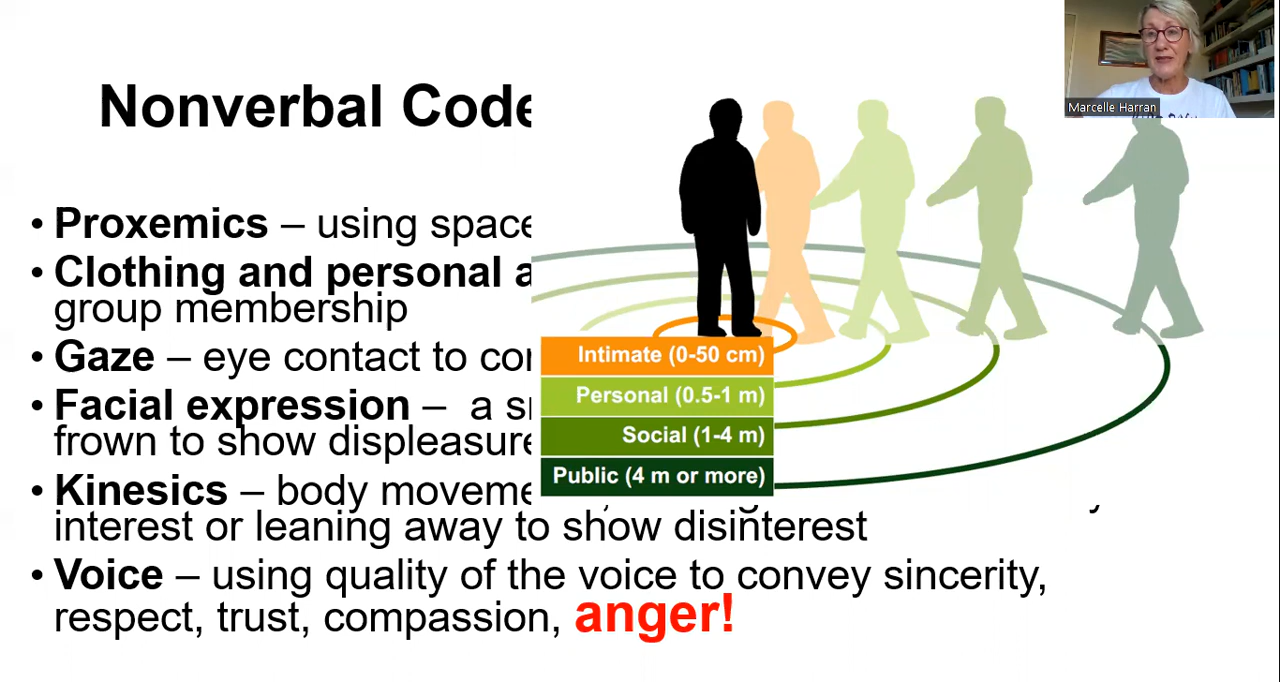 Marcelle Harran
Nonverbal Code
• Proxemics – using space
• Clothing and personal a
group membership
• Gaze – eye contact to con
• Facial expression – a s
frown to show displeasure
• Kinesics – body moveme
interest or leaning away to show disinterest
• Voice – using quality of the voice to convey sincerity,
respect, trust, compassion, anger!
Intimate (0-50 cm)
Personal (0.5-1 m)
Social (1-4 m)
Public (4 m or more)